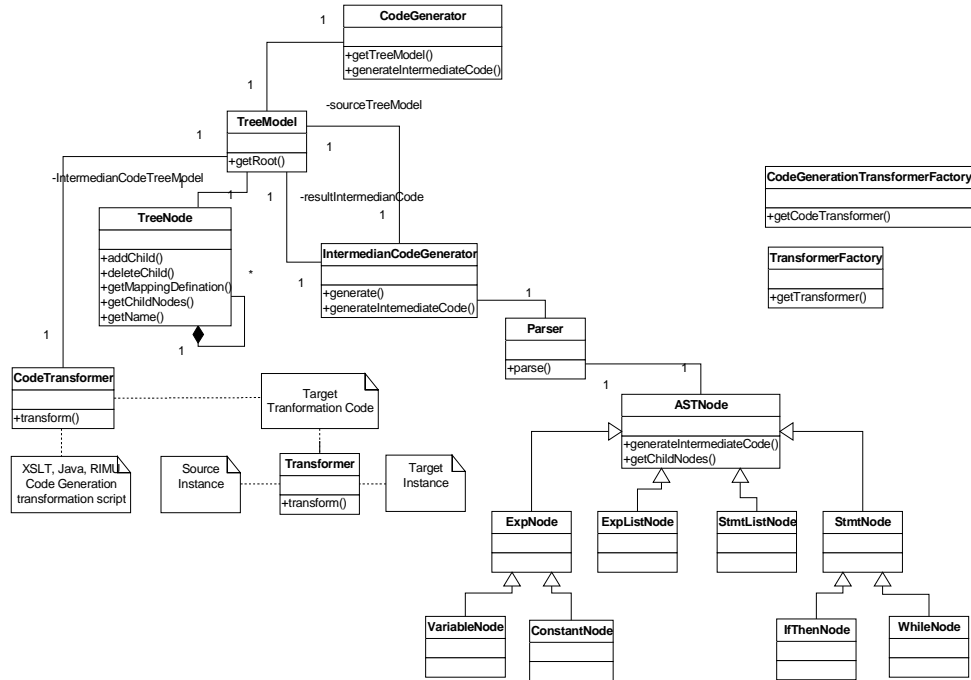 CodeGenerator
+getTreeModel()
+generateIntermediateCode()
1
1
-sourceTreeModel
TreeModel
+getRoot()
1
1
-IntermedianCodeTreeModel
1
1
1
-resultIntermedianCode
1
1
TreeNode
+addChild()
+deleteChild()
+getMappingDefination()
+getChildNodes()
+getName()
*
1
IntermedianCodeGenerator
+generate()
+generateIntemediateCode()
1
CodeGenerationTransformerFactory
+getCodeTransformer()
TransformerFactory
+getTransformer()
Parser
+parse()
1
1
1
CodeTransformer
+transform()
Target
Tranformation Code
XSLT, Java, RIMU
Code Generation
transformation script
Source
Instance
Transformer
+transform()
Target
Instance
ASTNode
+generateIntermediateCode()
+getChildNodes()
ExpNode
ExpListNode
StmtListNode
StmtNode
VariableNode
ConstantNode
IfThenNode
WhileNode